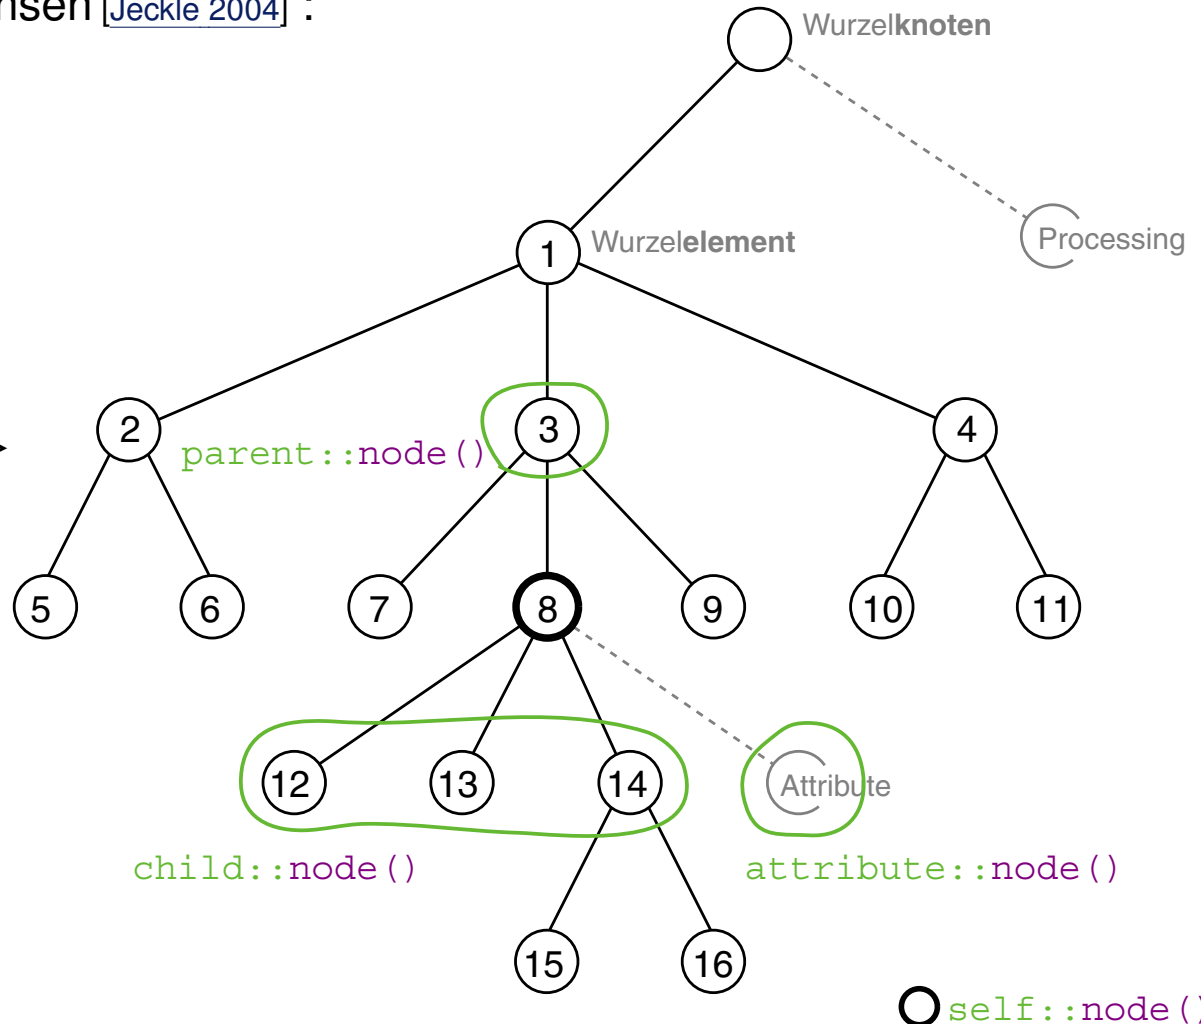 nsen [Jeckle 2004] :
Wurzelknoten
Processing
1 Wurzelelement
2 3 4
parent::node()
5 6 7 8 9 10 11
12 13 14 Attribute
child::node() attribute::node()
15 16
self::node()